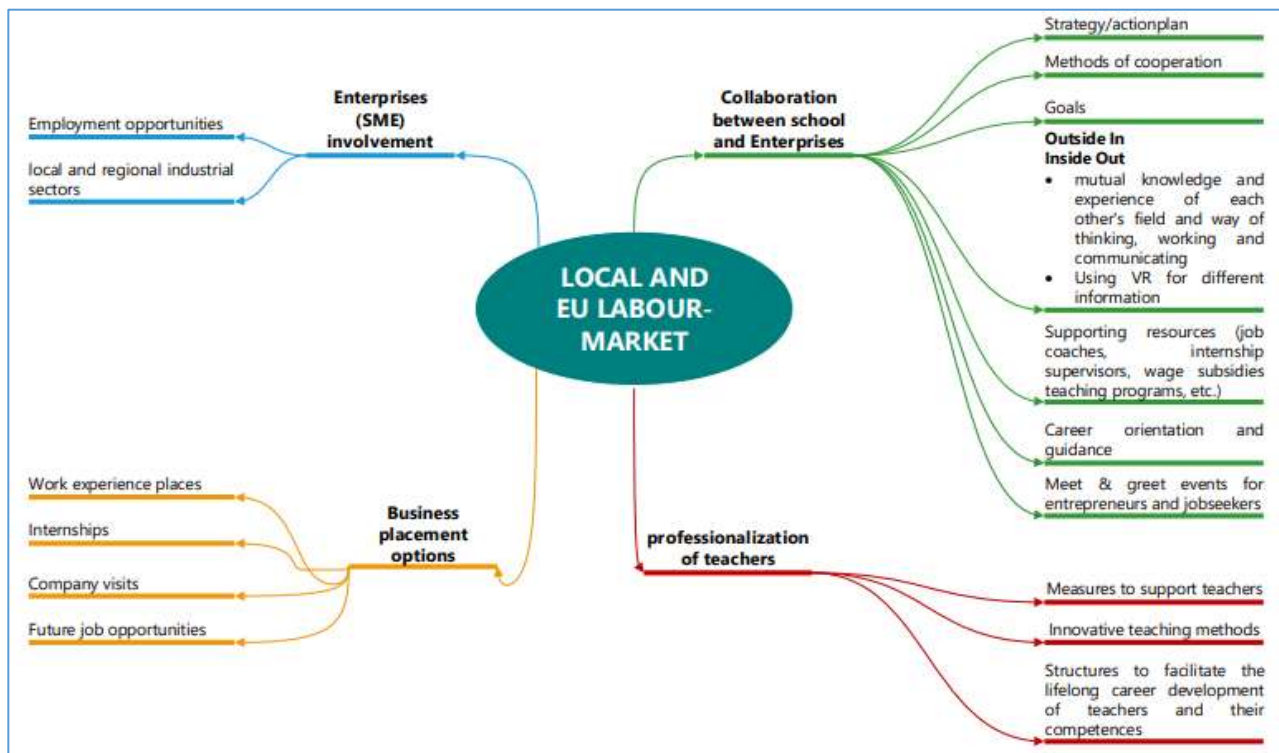 LOCAL AND
EU LABOUR-
MARKET
Enterprises
(SME)
involvement
Employment opportunities
local and regional industrial
sectors
Business
placement
options
Work experience places
Internships
Company visits
Future job opportunities
Collaboration
between school
and Enterprises
Strategy/actionplan
Methods of cooperation
Goals
Outside In
Inside Out
• mutual knowledge and
experience of each
other's field and way of
thinking, working and
communicating
• Using VR for different
information
Supporting resources (job
coaches, internship
supervisors, wage subsidies
teaching programs, etc.)
Career orientation and
guidance
Meet & greet events for
entrepreneurs and jobseekers
professionalization
of teachers
Measures to support teachers
Innovative teaching methods
Structures to facilitate the
lifelong career development
of teachers and their
competences